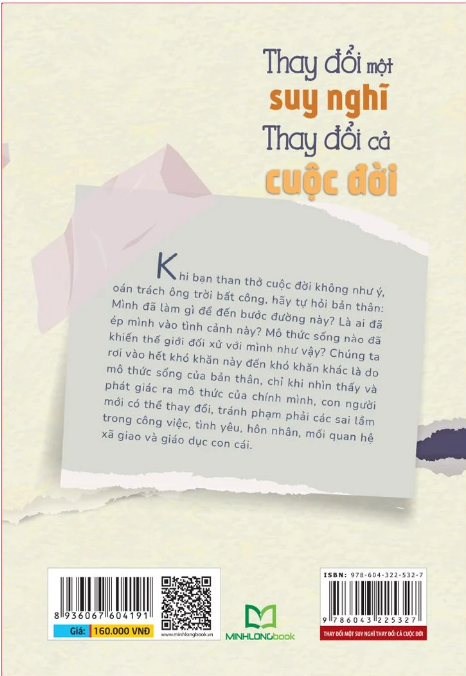 Thay đổi một
suy nghĩ
Thay đổi cả
cuộc đời
Khi bạn than thở cuộc đời không như ý,
oán trách ông trời bất công, hãy tự hỏi bản thân:
Mình đã làm gì để đến bước đường này? Là ai đã
ép mình vào tình cảnh này? Mô thức sống nào đã
khiến thế giới đối xử với mình như vậy? Chúng ta
rơi vào hết khó khăn này đến khó khăn khác là do
mô thức sống của bản thân, chỉ khi nhìn thấy và
phát giác ra mô thức của chính mình, con người
mới có thể thay đổi, tránh phạm phải các sai lầm
trong công việc, tình yêu, hôn nhân, mối quan hệ
xã giao và giáo dục con cái.
8 936067 604191
Giá: 160.000 VNĐ
www.minhlongbook.vn
MINHLONGbook
ISBN: 978-604-322-532-7
9 786043 225327
THAY ĐỔI MỘT SUY NGHĨ THAY ĐỔI CẢ CUỘC ĐỜI